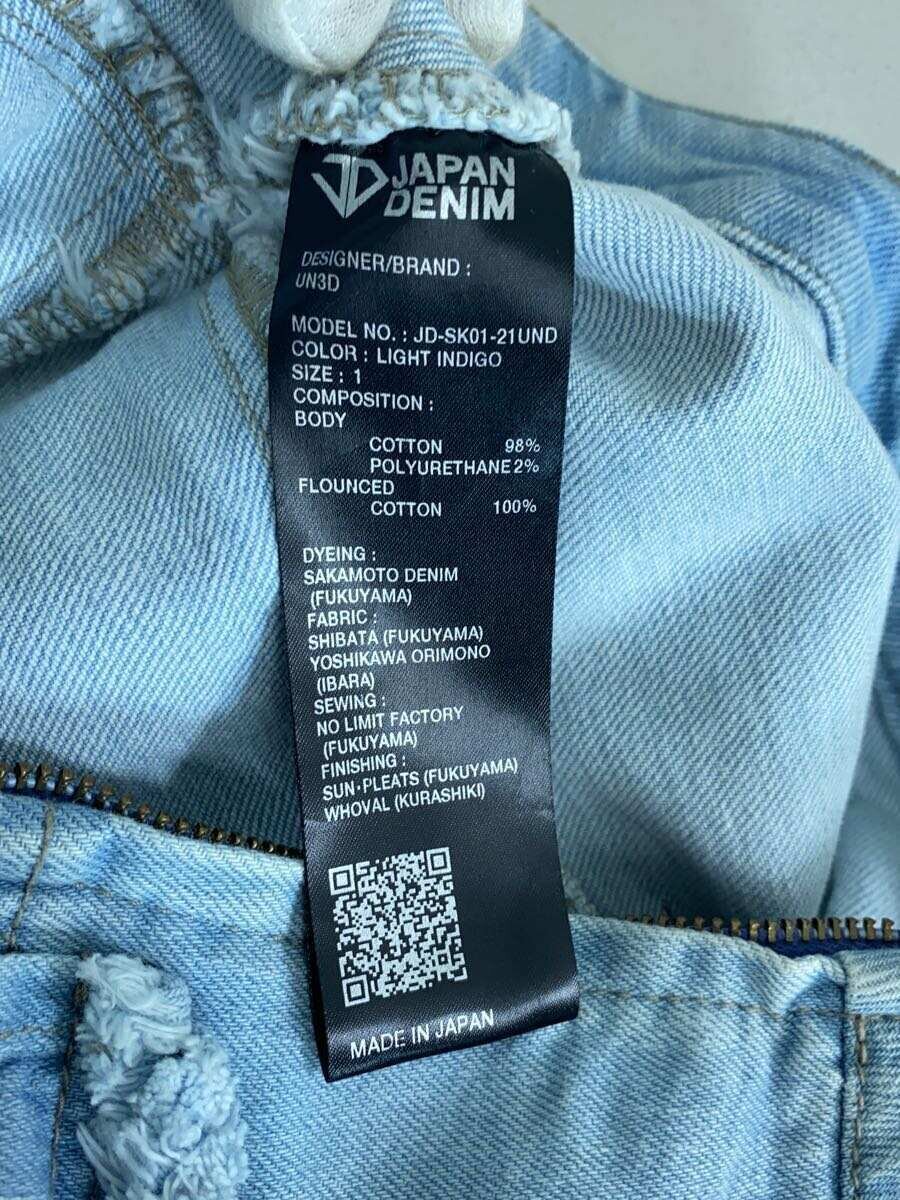 JD JAPAN
DENIM
DESIGNER/BRAND :
UN3D
MODEL NO. : JD-SK01-21UND
COLOR : LIGHT INDIGO
SIZE : 1
COMPOSITION :
BODY
COTTON 98%
POLYURETHANE 2%
FLOUNCED
COTTON 100%
DYEING :
SAKAMOTO DENIM
(FUKUYAMA)
FABRIC :
SHIBATA (FUKUYAMA)
YOSHIKAWA ORIMONO
(IBARA)
SEWING :
NO LIMIT FACTORY
(FUKUYAMA)
FINISHING :
SUN·PLEATS (FUKUYAMA)
WHOVAL (KURASHIKI)
MADE IN JAPAN